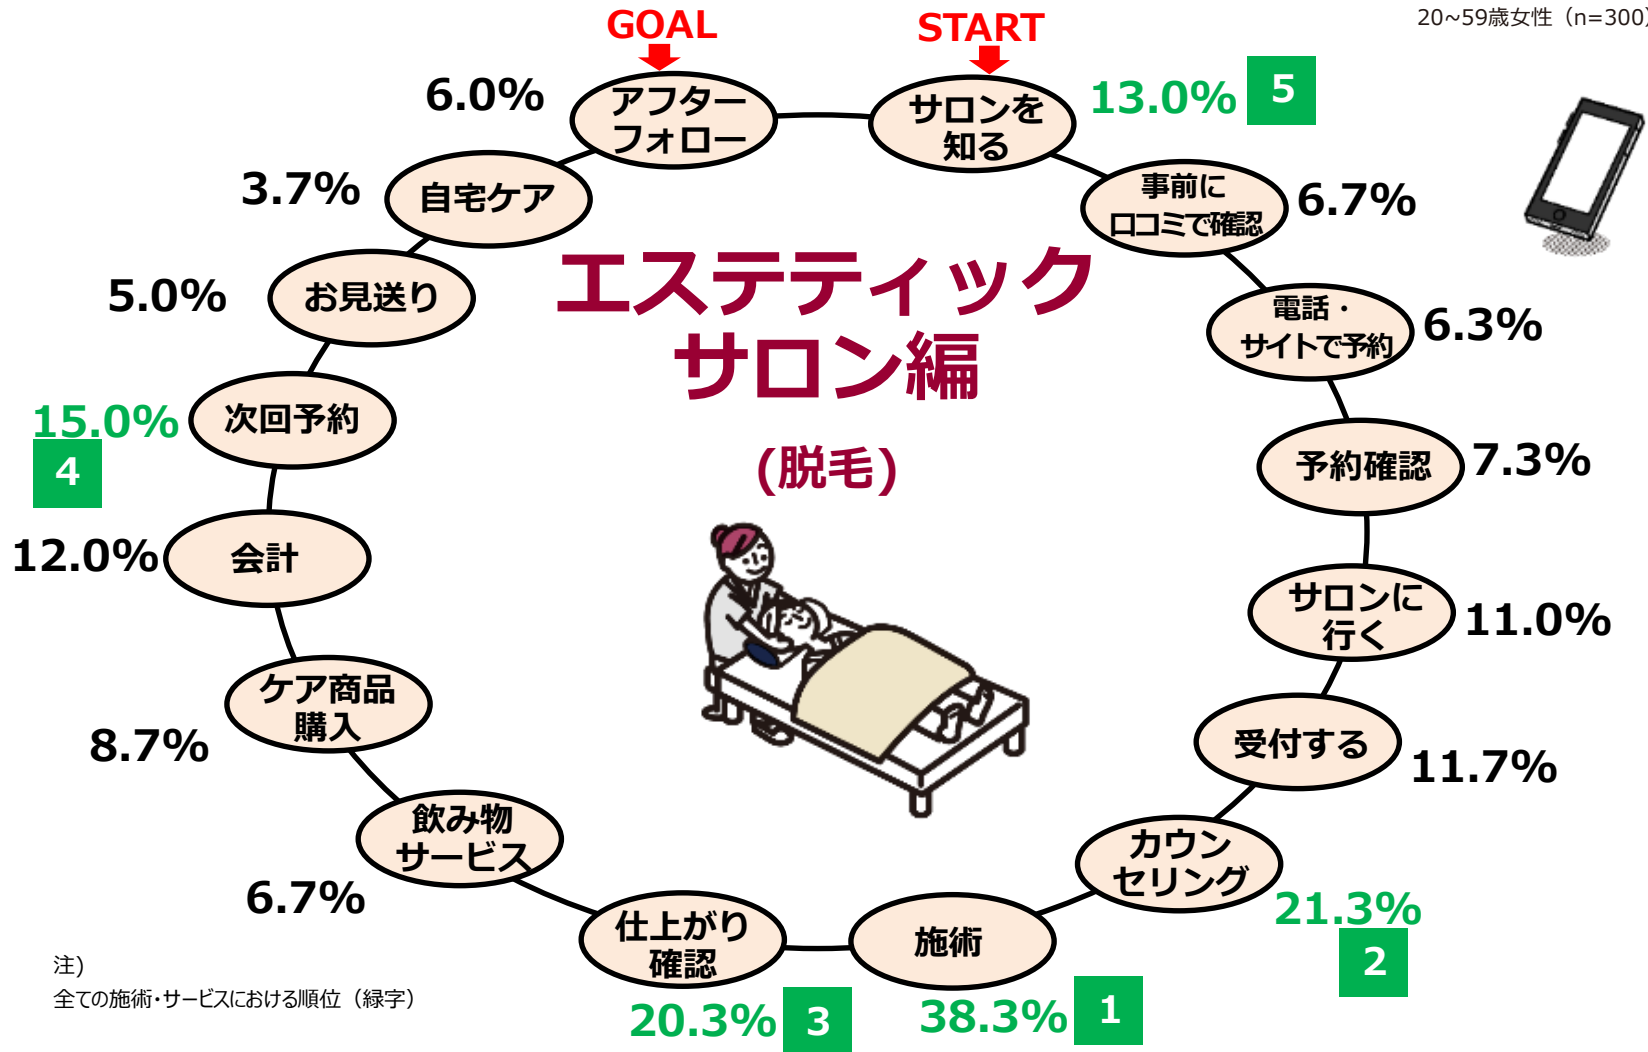 20~59歳女性（n=300）
GOAL
START
アフター
フォロー
6.0%
サロンを
知る
13.0%
5
事前に
口コミで確認
6.7%
電話・
サイトで予約
6.3%
予約確認
7.3%
サロンに
行く
11.0%
受付する
11.7%
カウン
セリング
21.3%
2
施術
38.3%
1
仕上がり
確認
20.3%
3
飲み物
サービス
6.7%
ケア商品
購入
8.7%
会計
12.0%
次回予約
15.0%
4
お見送り
5.0%
自宅ケア
3.7%
エステティック
サロン編
(脱毛)
注)
全ての施術・サービスにおける順位（緑字）